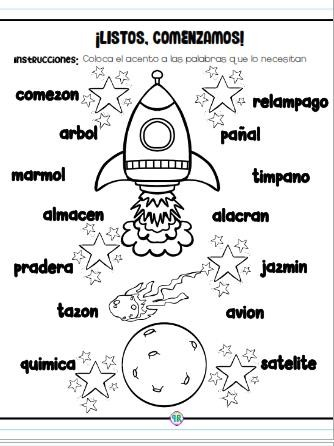 ¡LISTOS, COMENZAMOS!
Instrucciones: Coloca el acento a las palabras que lo necesitan
comezon
relampago
arbol
pañal
marmol
timpano
almacen
alacran
pradera
jazmin
tazon
avion
quimica
satelite